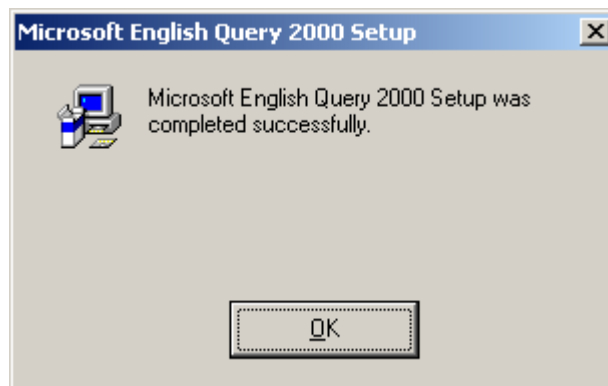 Microsoft English Query 2000 Setup
Microsoft English Query 2000 Setup was
completed successfully.
OK